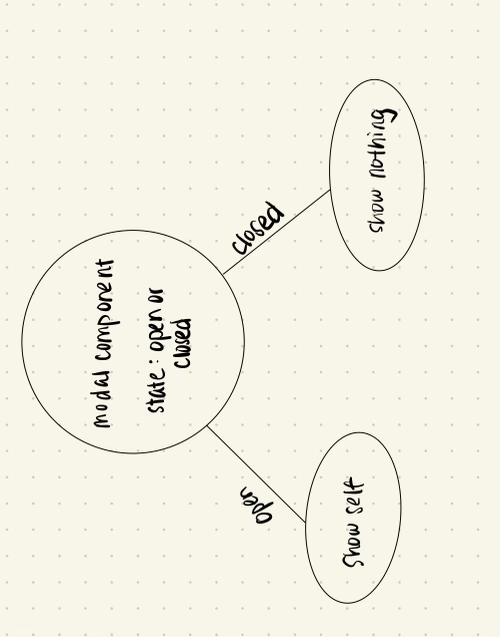 modal component
state: open or
closed
open
closed
show self
show nothing